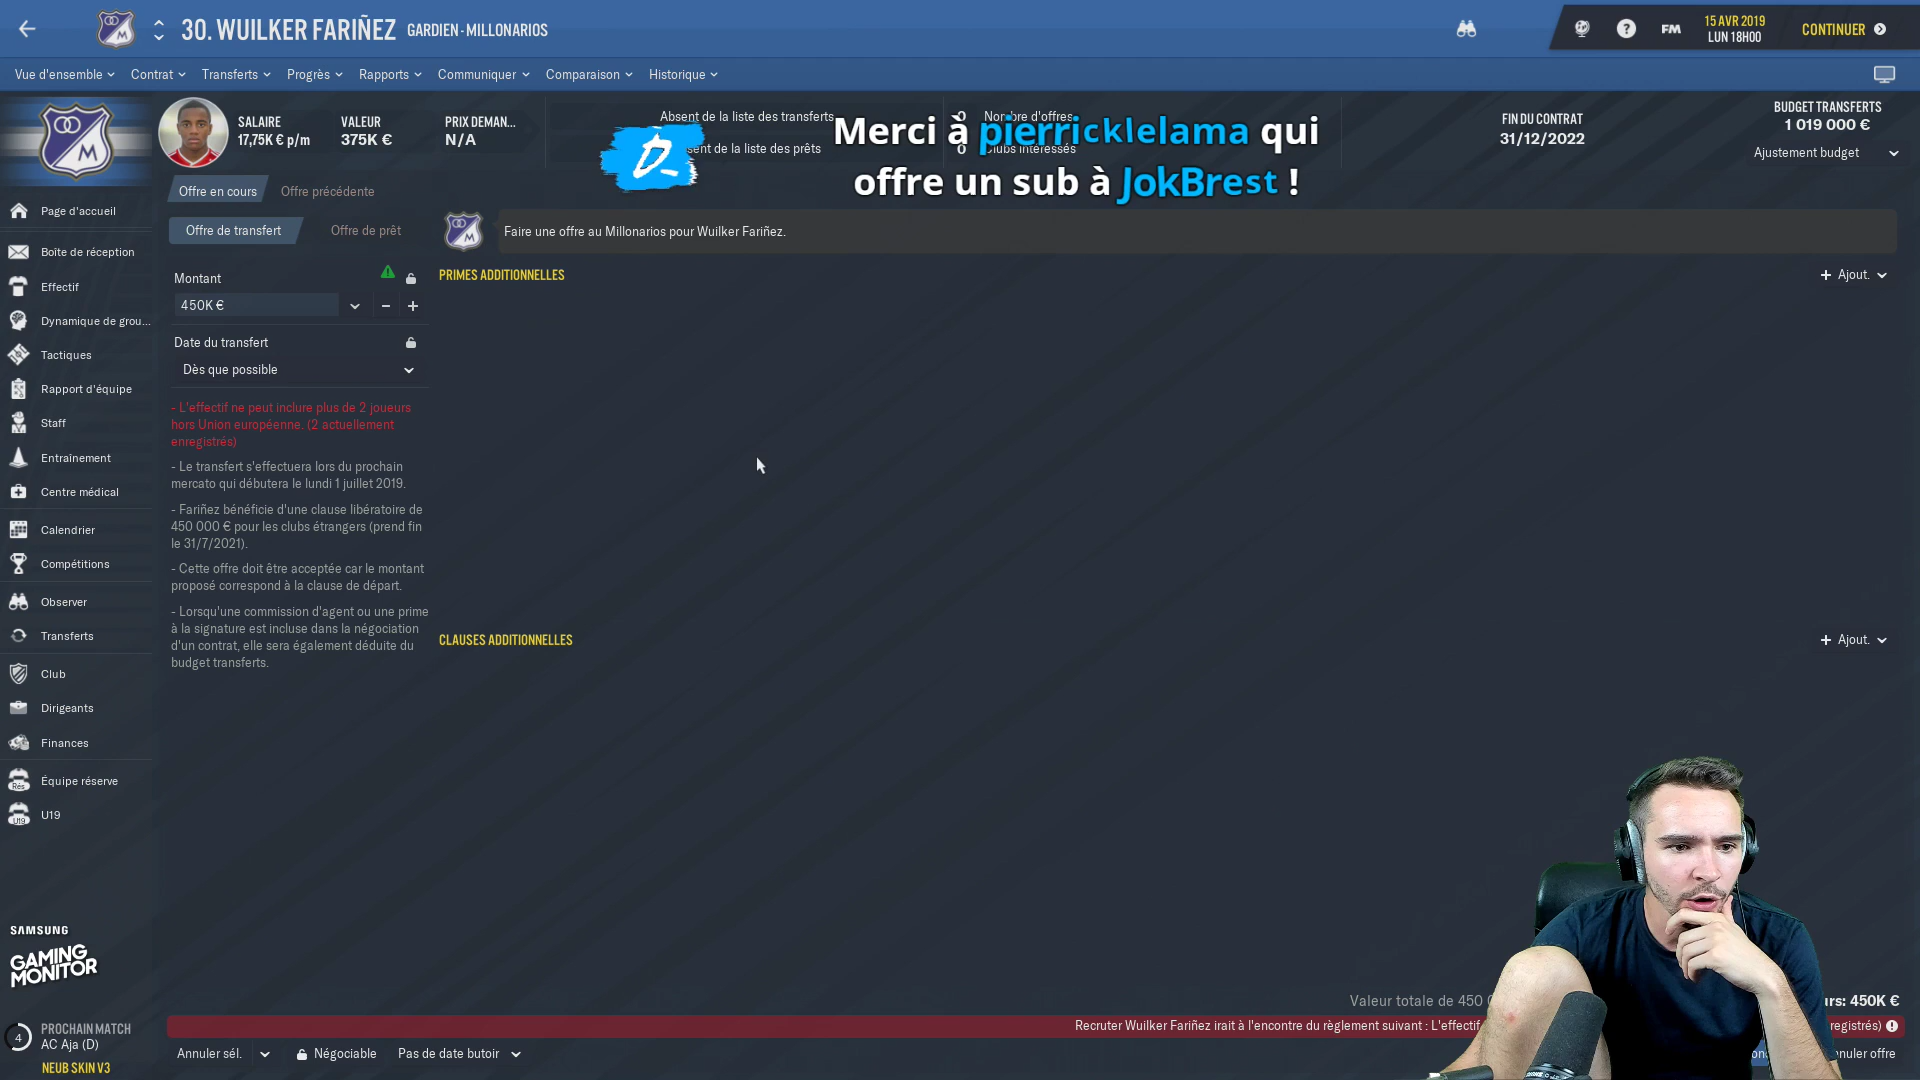 30. WUILKER FARIÑEZ GARDIEN - MILLONARIOS
15 AVR 2019
LUN 18H00
FM
CONTINUER
Vue d'ensemble Contrat Transferts Progrès Rapports Communiquer Comparaison Historique
SALAIRE
17,75K € p/m
VALEUR
375K €
PRIX DEMAN...
N/A
Absent de la liste des transferts
de la liste des prêts
0 Nombre d'offres
0 Clubs intéressés
Merci à pierricklelama qui
offre un sub à JokBrest !
FIN DU CONTRAT
31/12/2022
BUDGET TRANSFERTS
1 019 000 €
Ajustement budget
Offre en cours Offre précédente
Offre de transfert Offre de prêt
Faire une offre au Millonarios pour Wuilker Fariñez.
Montant
450K €
Date du transfert
Dès que possible
- L'effectif ne peut inclure plus de 2 joueurs
hors Union européenne. (2 actuellement
enregistrés)
- Le transfert s'effectuera lors du prochain
mercato qui débutera le lundi 1 juillet 2019.
- Fariñez bénéficie d'une clause libératoire de
450 000 € pour les clubs étrangers (prend fin
le 31/7/2021).
- Cette offre doit être acceptée car le montant
proposé correspond à la clause de départ.
- Lorsqu'une commission d'agent ou une prime
à la signature est incluse dans la négociation
d'un contrat, elle sera également déduite du
budget transferts.
PRIMES ADDITIONNELLES
+ Ajout.
CLAUSES ADDITIONNELLES
+ Ajout.
Page d'accueil
Boîte de réception
Effectif
Dynamique de grou...
Tactiques
Rapport d'équipe
Staff
Entraînement
Centre médical
Calendrier
Compétitions
Observer
Transferts
Club
Dirigeants
Finances
Équipe réserve
U19
SAMSUNG
GAMING
MONITOR
4
PROCHAIN MATCH
AC Aja (D)
NEUB SKIN V3
Valeur totale de 450
450K €
Recruter Wuilker Fariñez irait à l'encontre du règlement suivant : L'effectif
Annuler sél. Négociable Pas de date butoir
offre